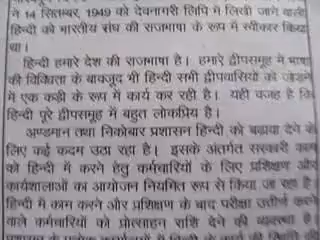 ने 14 सितम्बर, 1949 को देवनागरी लिपि में लिखी जाने वाली
हिन्दी को भारतीय संघ की राजभाषा के रूप में स्वीकार किया
था।
हिन्दी हमारे देश की राजभाषा है। हमारे द्वीपसमूह में भाषा
की विविधता के बावजूद भी हिन्दी सभी द्वीपवासियों को जोड़ने
में एक कड़ी के रूप में कार्य कर रही है। यही वजह है कि
हिन्दी पूरे द्वीपसमूह में बहुत लोकप्रिय है।
अण्डमान तथा निकोबार प्रशासन हिन्दी को बढ़ावा देने के
लिए कई कदम उठा रहा है। इसके अंतर्गत सरकारी काम
को हिन्दी में करने हेतु कर्मचारियों के लिए प्रशिक्षण और
कार्यशालाओं का आयोजन नियमित रूप से किया जा रहा है
हिन्दी में काम करने और प्रशिक्षण के बाद परीक्षा उत्तीर्ण करने
वाले कर्मचारियों को प्रोत्साहन राशि देने की व्यवस्था है